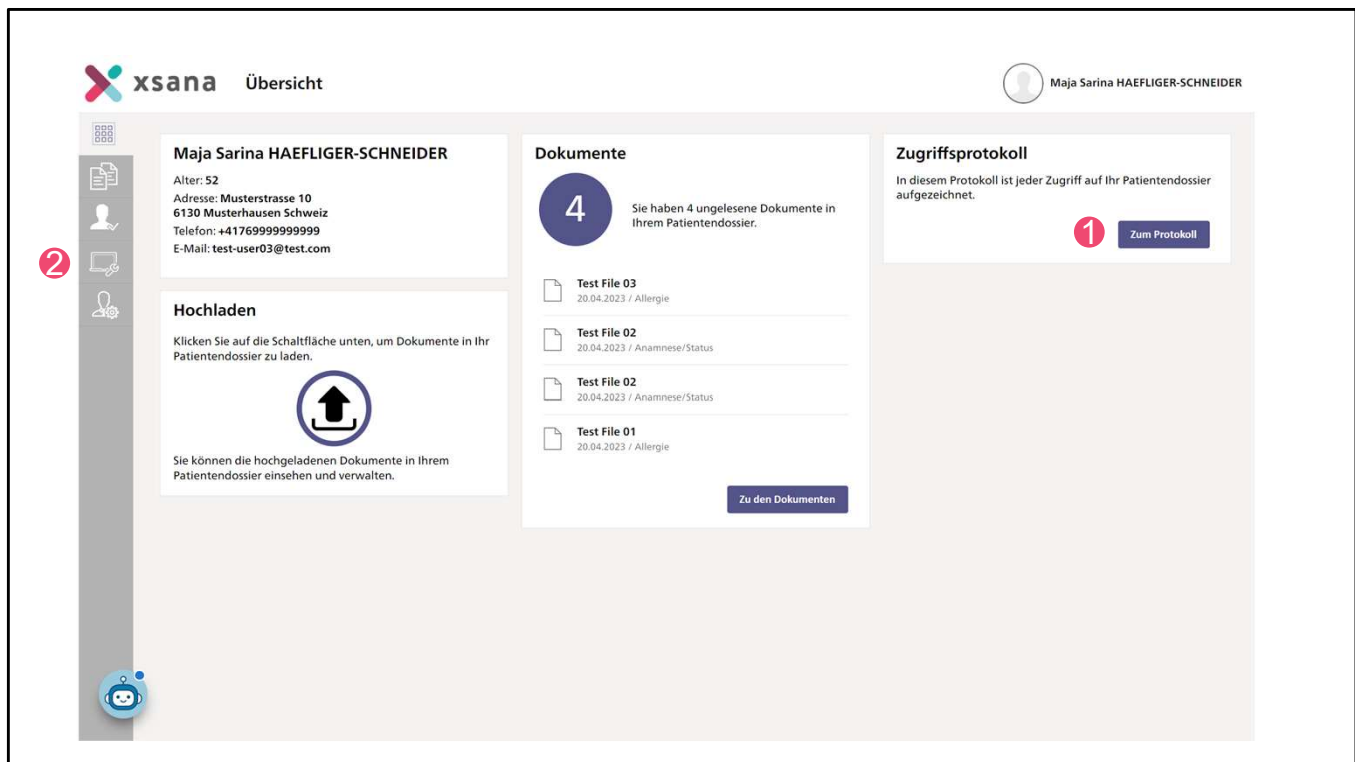 xsana
Übersicht
Maja Sarina HAEFLIGER-SCHNEIDER
Maja Sarina HAEFLIGER-SCHNEIDER
Alter: 52
Adresse: Musterstrasse 10
6130 Musterhausen Schweiz
Telefon: +41769999999999
E-Mail: test-user03@test.com
2
Hochladen
Klicken Sie auf die Schaltfläche unten, um Dokumente in Ihr
Patientendossier zu laden.
Sie können die hochgeladenen Dokumente in Ihrem
Patientendossier einsehen und verwalten.
Dokumente
4
Sie haben 4 ungelesene Dokumente in
Ihrem Patientendossier.
Test File 03
20.04.2023 / Allergie
Test File 02
20.04.2023 / Anamnese/Status
Test File 02
20.04.2023 / Anamnese/Status
Test File 01
20.04.2023 / Allergie
Zu den Dokumenten
Zugriffsprotokoll
In diesem Protokoll ist jeder Zugriff auf Ihr Patientendossier
aufgezeichnet.
1
Zum Protokoll